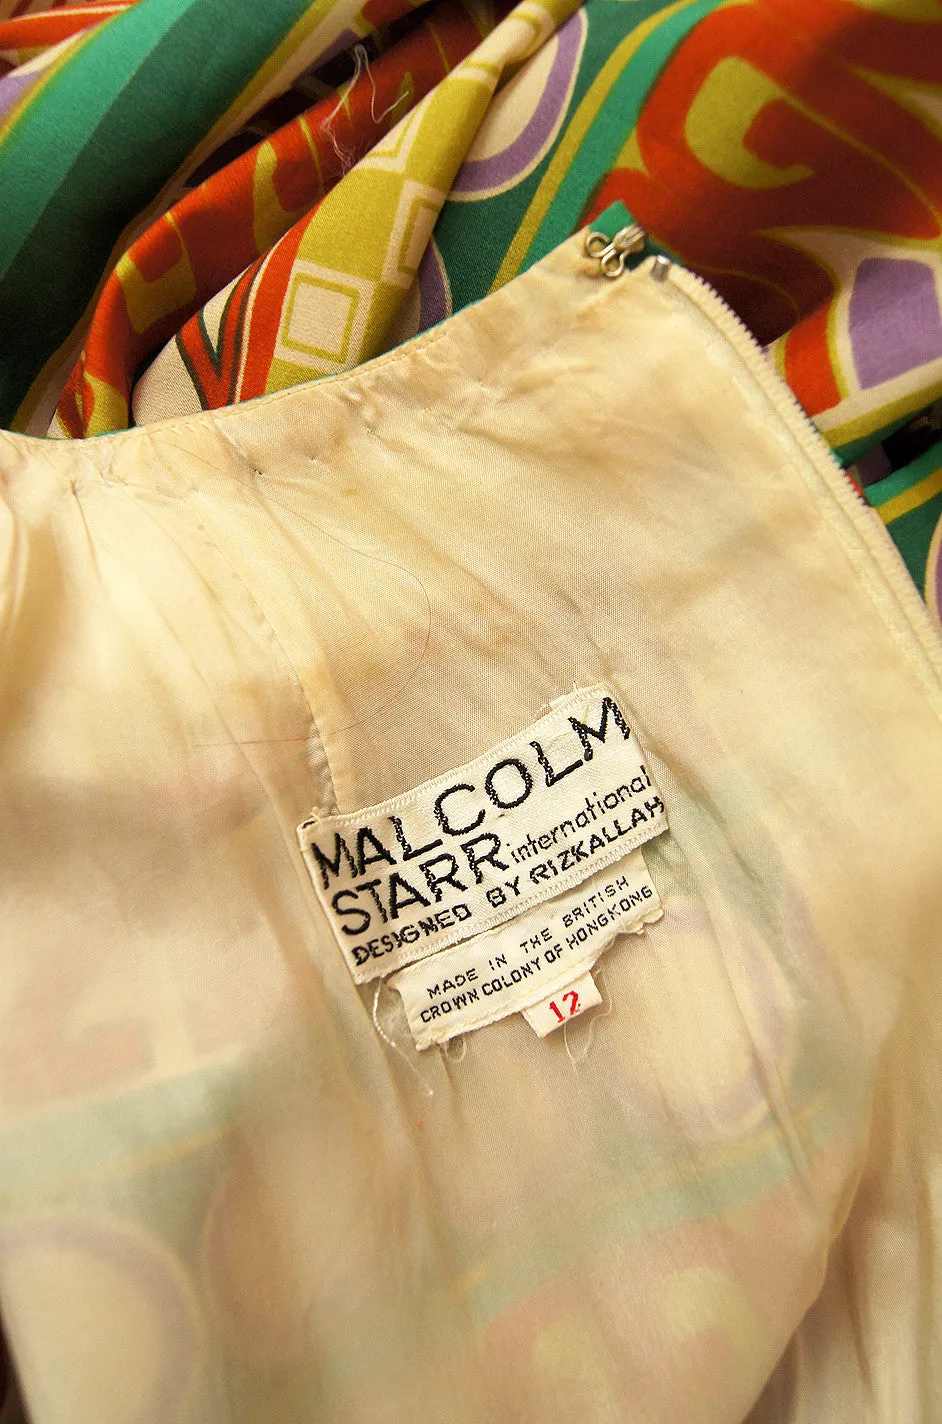 MALCOLM
STARR international
DESIGNED BY RIZKALLAH
MADE IN THE BRITISH
CROWN COLONY OF HONGKONG
12